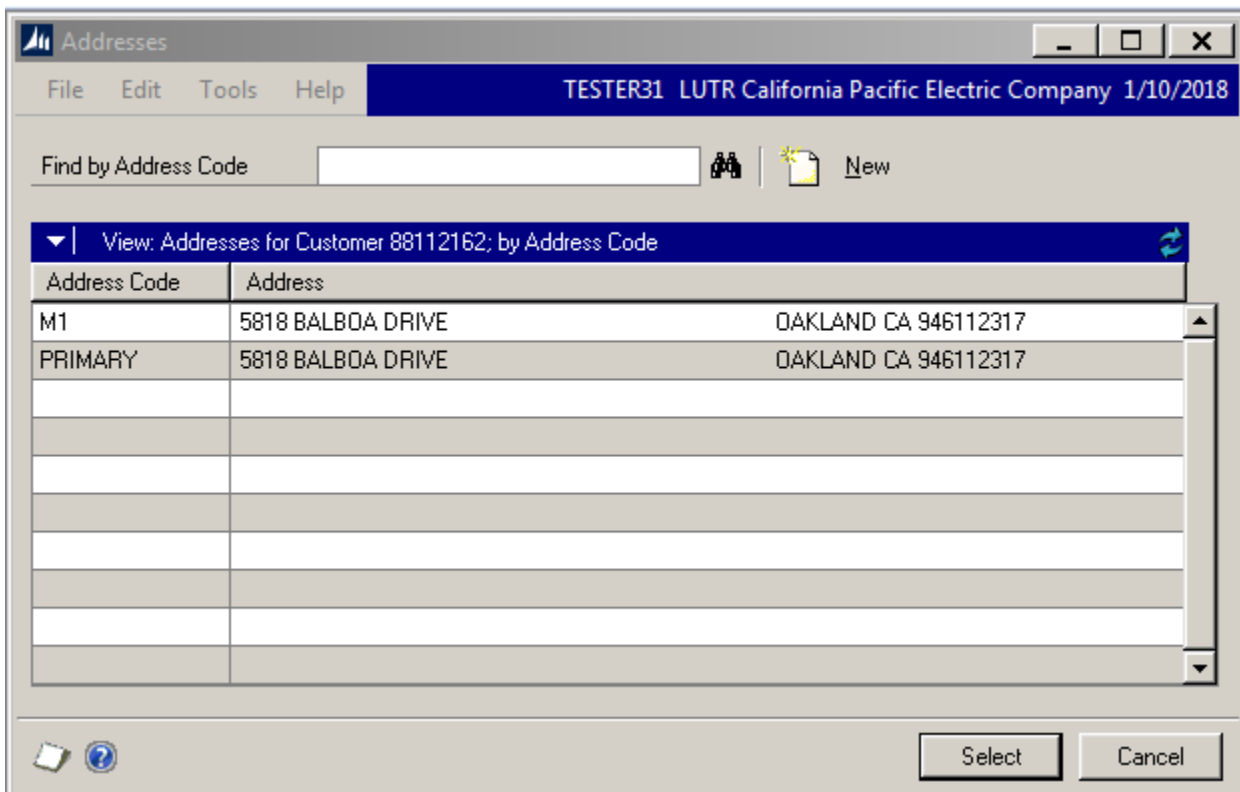 Addresses
File Edit Tools Help TESTER31 LUTR California Pacific Electric Company 1/10/2018
Find by Address Code New
View: Addresses for Customer 88112162; by Address Code
Address Code Address
M1 5818 BALBOA DRIVE OAKLAND CA 946112317
PRIMARY 5818 BALBOA DRIVE OAKLAND CA 946112317
Select Cancel